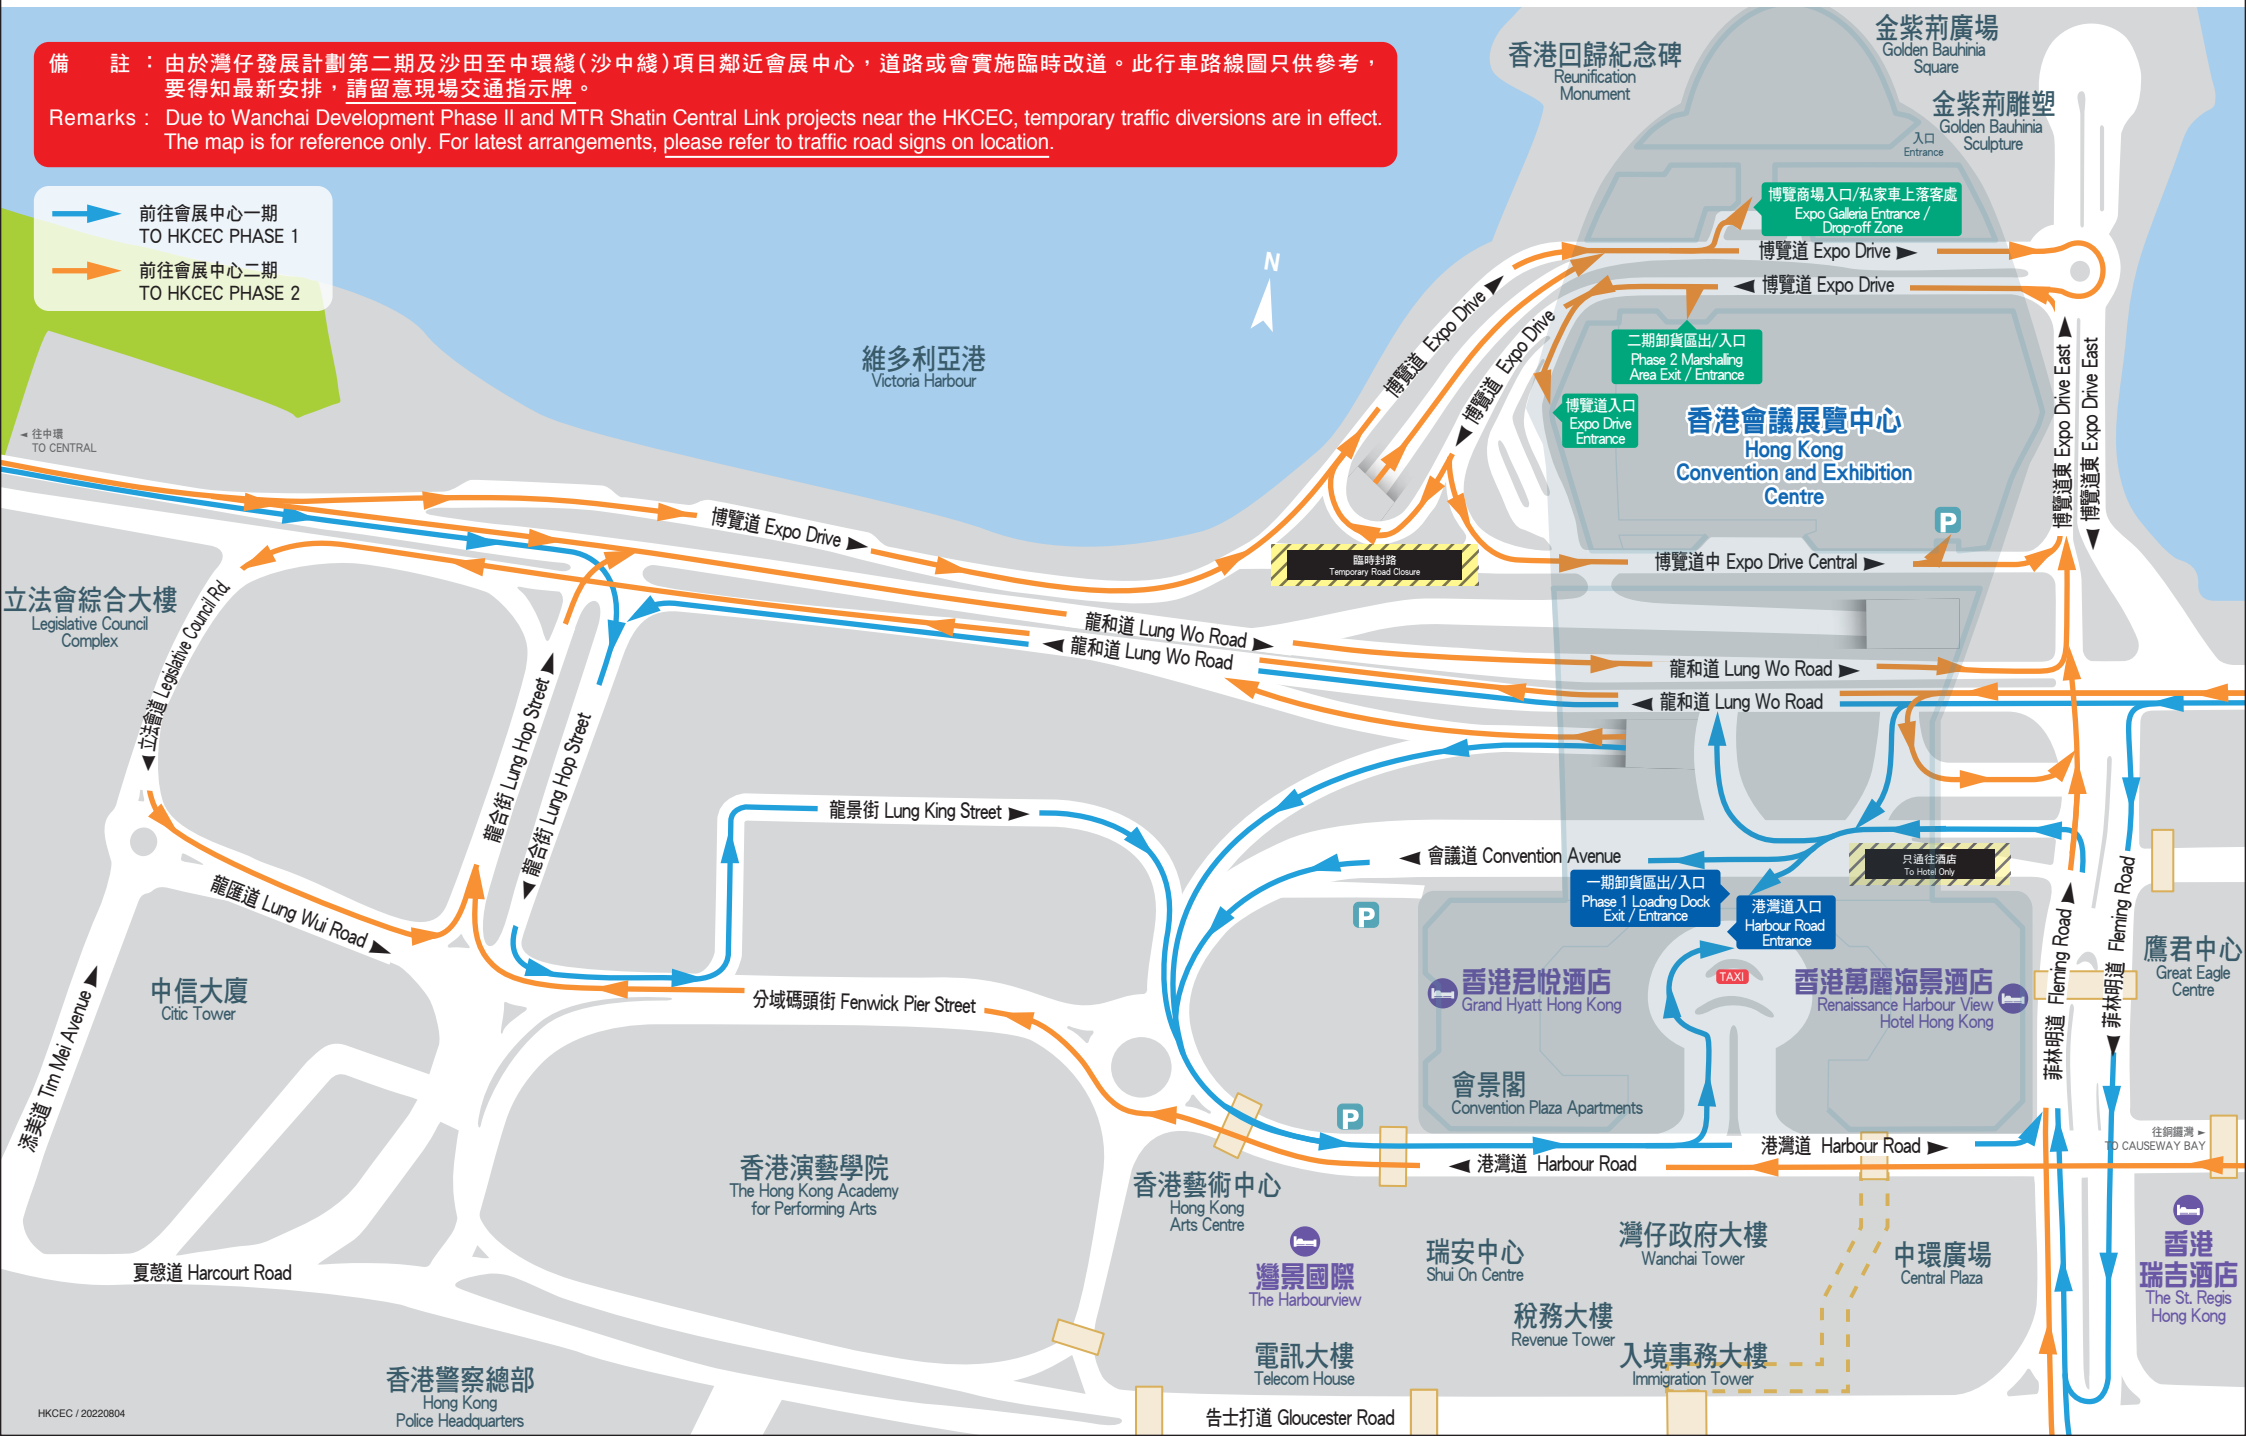 備　　註：由於灣仔發展計劃第二期及沙田至中環綫(沙中綫)項目鄰近會展中心，道路或會實施臨時改道。此行車路線圖只供參考，
要得知最新安排，請留意現場交通指示牌。
Remarks : Due to Wanchai Development Phase II and MTR Shatin Central Link projects near the HKCEC, temporary traffic diversions are in effect.
The map is for reference only. For latest arrangements, please refer to traffic road signs on location.
前往會展中心一期
TO HKCEC PHASE 1
前往會展中心二期
TO HKCEC PHASE 2
香港回歸紀念碑
Reunification
Monument
金紫荊廣場
Golden Bauhinia
Square
金紫荊雕塑
Golden Bauhinia
Sculpture
入口
Entrance
博覽商場入口/私家車上落客處
Expo Galleria Entrance /
Drop-off Zone
博覽道 Expo Drive ►
◄ 博覽道 Expo Drive
N
博覽道 Expo Drive ►
◄ 博覽道 Expo Drive
維多利亞港
Victoria Harbour
二期卸貨區出/入口
Phase 2 Marshalling
Area Exit / Entrance
博覽道入口
Expo Drive
Entrance
香港會議展覽中心
Hong Kong
Convention and Exhibition
Centre
博覽道東 Expo Drive East ►
◄ 博覽道東 Expo Drive East
P
◄ 往中環
TO CENTRAL
博覽道 Expo Drive ►
臨時封路
Temporary Road Closure
博覽道中 Expo Drive Central ►
立法會綜合大樓
Legislative Council
Complex
◄ 立法會道 Legislative Council Rd.
龍和道 Lung Wo Road ►
◄ 龍和道 Lung Wo Road
龍和道 Lung Wo Road ►
◄ 龍和道 Lung Wo Road
龍合街 Lung Hop Street ►
◄ 龍合街 Lung Hop Street
龍景街 Lung King Street ►
◄ 會議道 Convention Avenue
只通往酒店
To Hotel Only
一期卸貨區出/入口
Phase 1 Loading Dock
Exit / Entrance
港灣道入口
Harbour Road
Entrance
P
龍匯道 Lung Wui Road ►
菲林明道 Fleming Road ►
◄ 菲林明道 Fleming Road
鷹君中心
Great Eagle
Centre
中信大廈
Citic Tower
添美道 Tim Mei Avenue ►
分域碼頭街 Fenwick Pier Street
香港君悅酒店
Grand Hyatt Hong Kong
TAXI
香港萬麗海景酒店
Renaissance Harbour View
Hotel Hong Kong
會景閣
Convention Plaza Apartments
P
港灣道 Harbour Road ►
◄ 港灣道 Harbour Road
往銅鑼灣 ►
TO CAUSEWAY BAY
香港演藝學院
The Hong Kong Academy
for Performing Arts
香港藝術中心
Hong Kong
Arts Centre
灣景國際
The Harbourview
瑞安中心
Shui On Centre
灣仔政府大樓
Wanchai Tower
中環廣場
Central Plaza
香港
瑞吉酒店
The St. Regis
Hong Kong
夏慤道 Harcourt Road
稅務大樓
Revenue Tower
電訊大樓
Telecom House
入境事務大樓
Immigration Tower
香港警察總部
Hong Kong
Police Headquarters
告士打道 Gloucester Road
HKCEC / 20220804